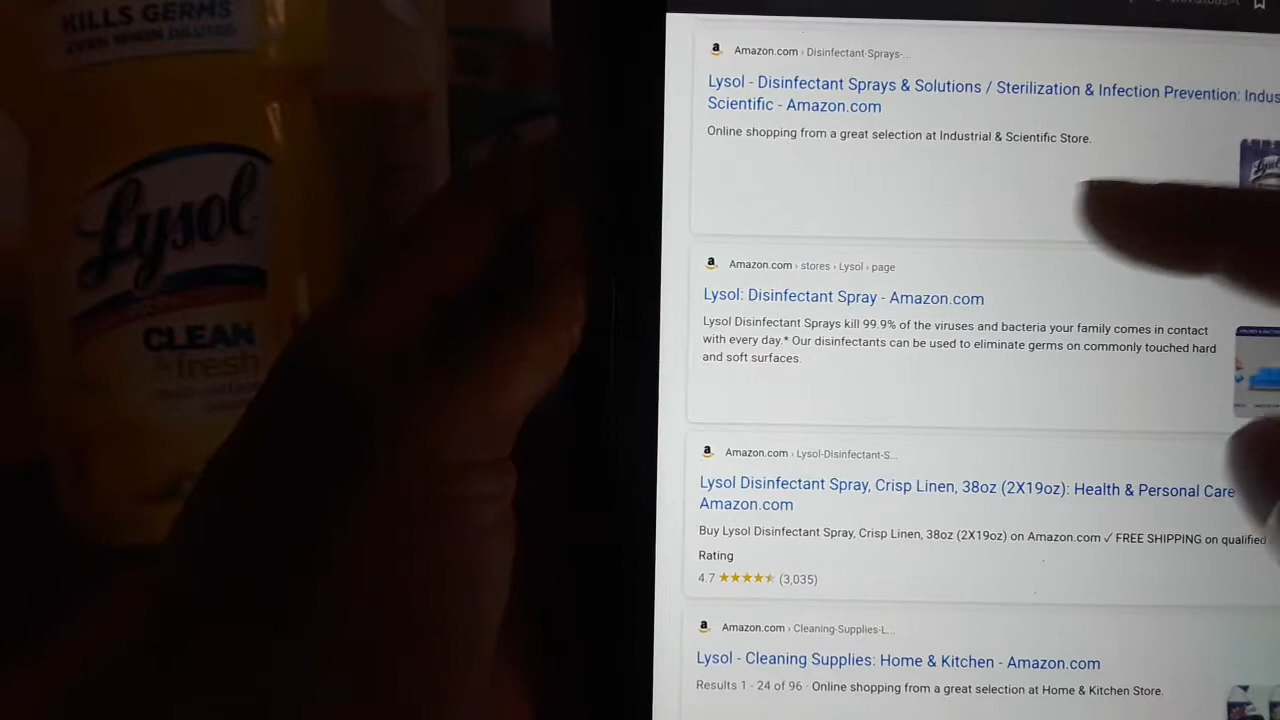 KILLS GERMS
EVEN WHEN DILUTED
Lysol
CLEAN
& fresh
Amazon.com › Disinfectant-Sprays-...
Lysol - Disinfectant Sprays & Solutions / Sterilization & Infection Prevention: Indus
Scientific - Amazon.com
Online shopping from a great selection at Industrial & Scientific Store.
Amazon.com › stores › Lysol › page
Lysol: Disinfectant Spray - Amazon.com
Lysol Disinfectant Sprays kill 99.9% of the viruses and bacteria your family comes in contact
with every day.* Our disinfectants can be used to eliminate germs on commonly touched hard
and soft surfaces.
Amazon.com › Lysol-Disinfectant-S...
Lysol Disinfectant Spray, Crisp Linen, 38oz (2X19oz): Health & Personal Care
Amazon.com
Buy Lysol Disinfectant Spray, Crisp Linen, 38oz (2X19oz) on Amazon.com ✓ FREE SHIPPING on qualified
Rating
4.7 ★★★★★ (3,035)
Amazon.com › Cleaning-Supplies-L...
Lysol - Cleaning Supplies: Home & Kitchen - Amazon.com
Results 1 - 24 of 96 · Online shopping from a great selection at Home & Kitchen Store.